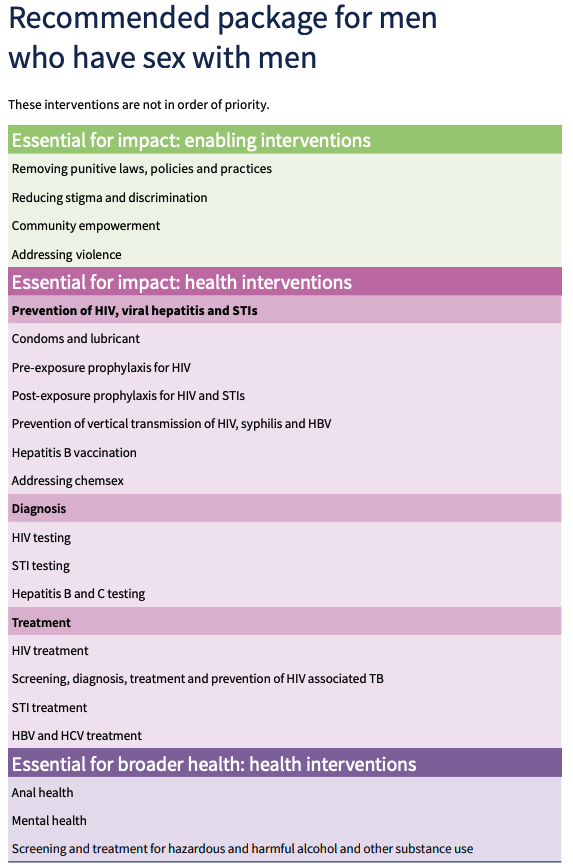 Recommended package for men
who have sex with men
These interventions are not in order of priority.
Essential for impact: enabling interventions
Removing punitive laws, policies and practices
Reducing stigma and discrimination
Community empowerment
Addressing violence
Essential for impact: health interventions
Prevention of HIV, viral hepatitis and STIs
Condoms and lubricant
Pre-exposure prophylaxis for HIV
Post-exposure prophylaxis for HIV and STIs
Prevention of vertical transmission of HIV, syphilis and HBV
Hepatitis B vaccination
Addressing chemsex
Diagnosis
HIV testing
STI testing
Hepatitis B and C testing
Treatment
HIV treatment
Screening, diagnosis, treatment and prevention of HIV associated TB
STI treatment
HBV and HCV treatment
Essential for broader health: health interventions
Anal health
Mental health
Screening and treatment for hazardous and harmful alcohol and other substance use